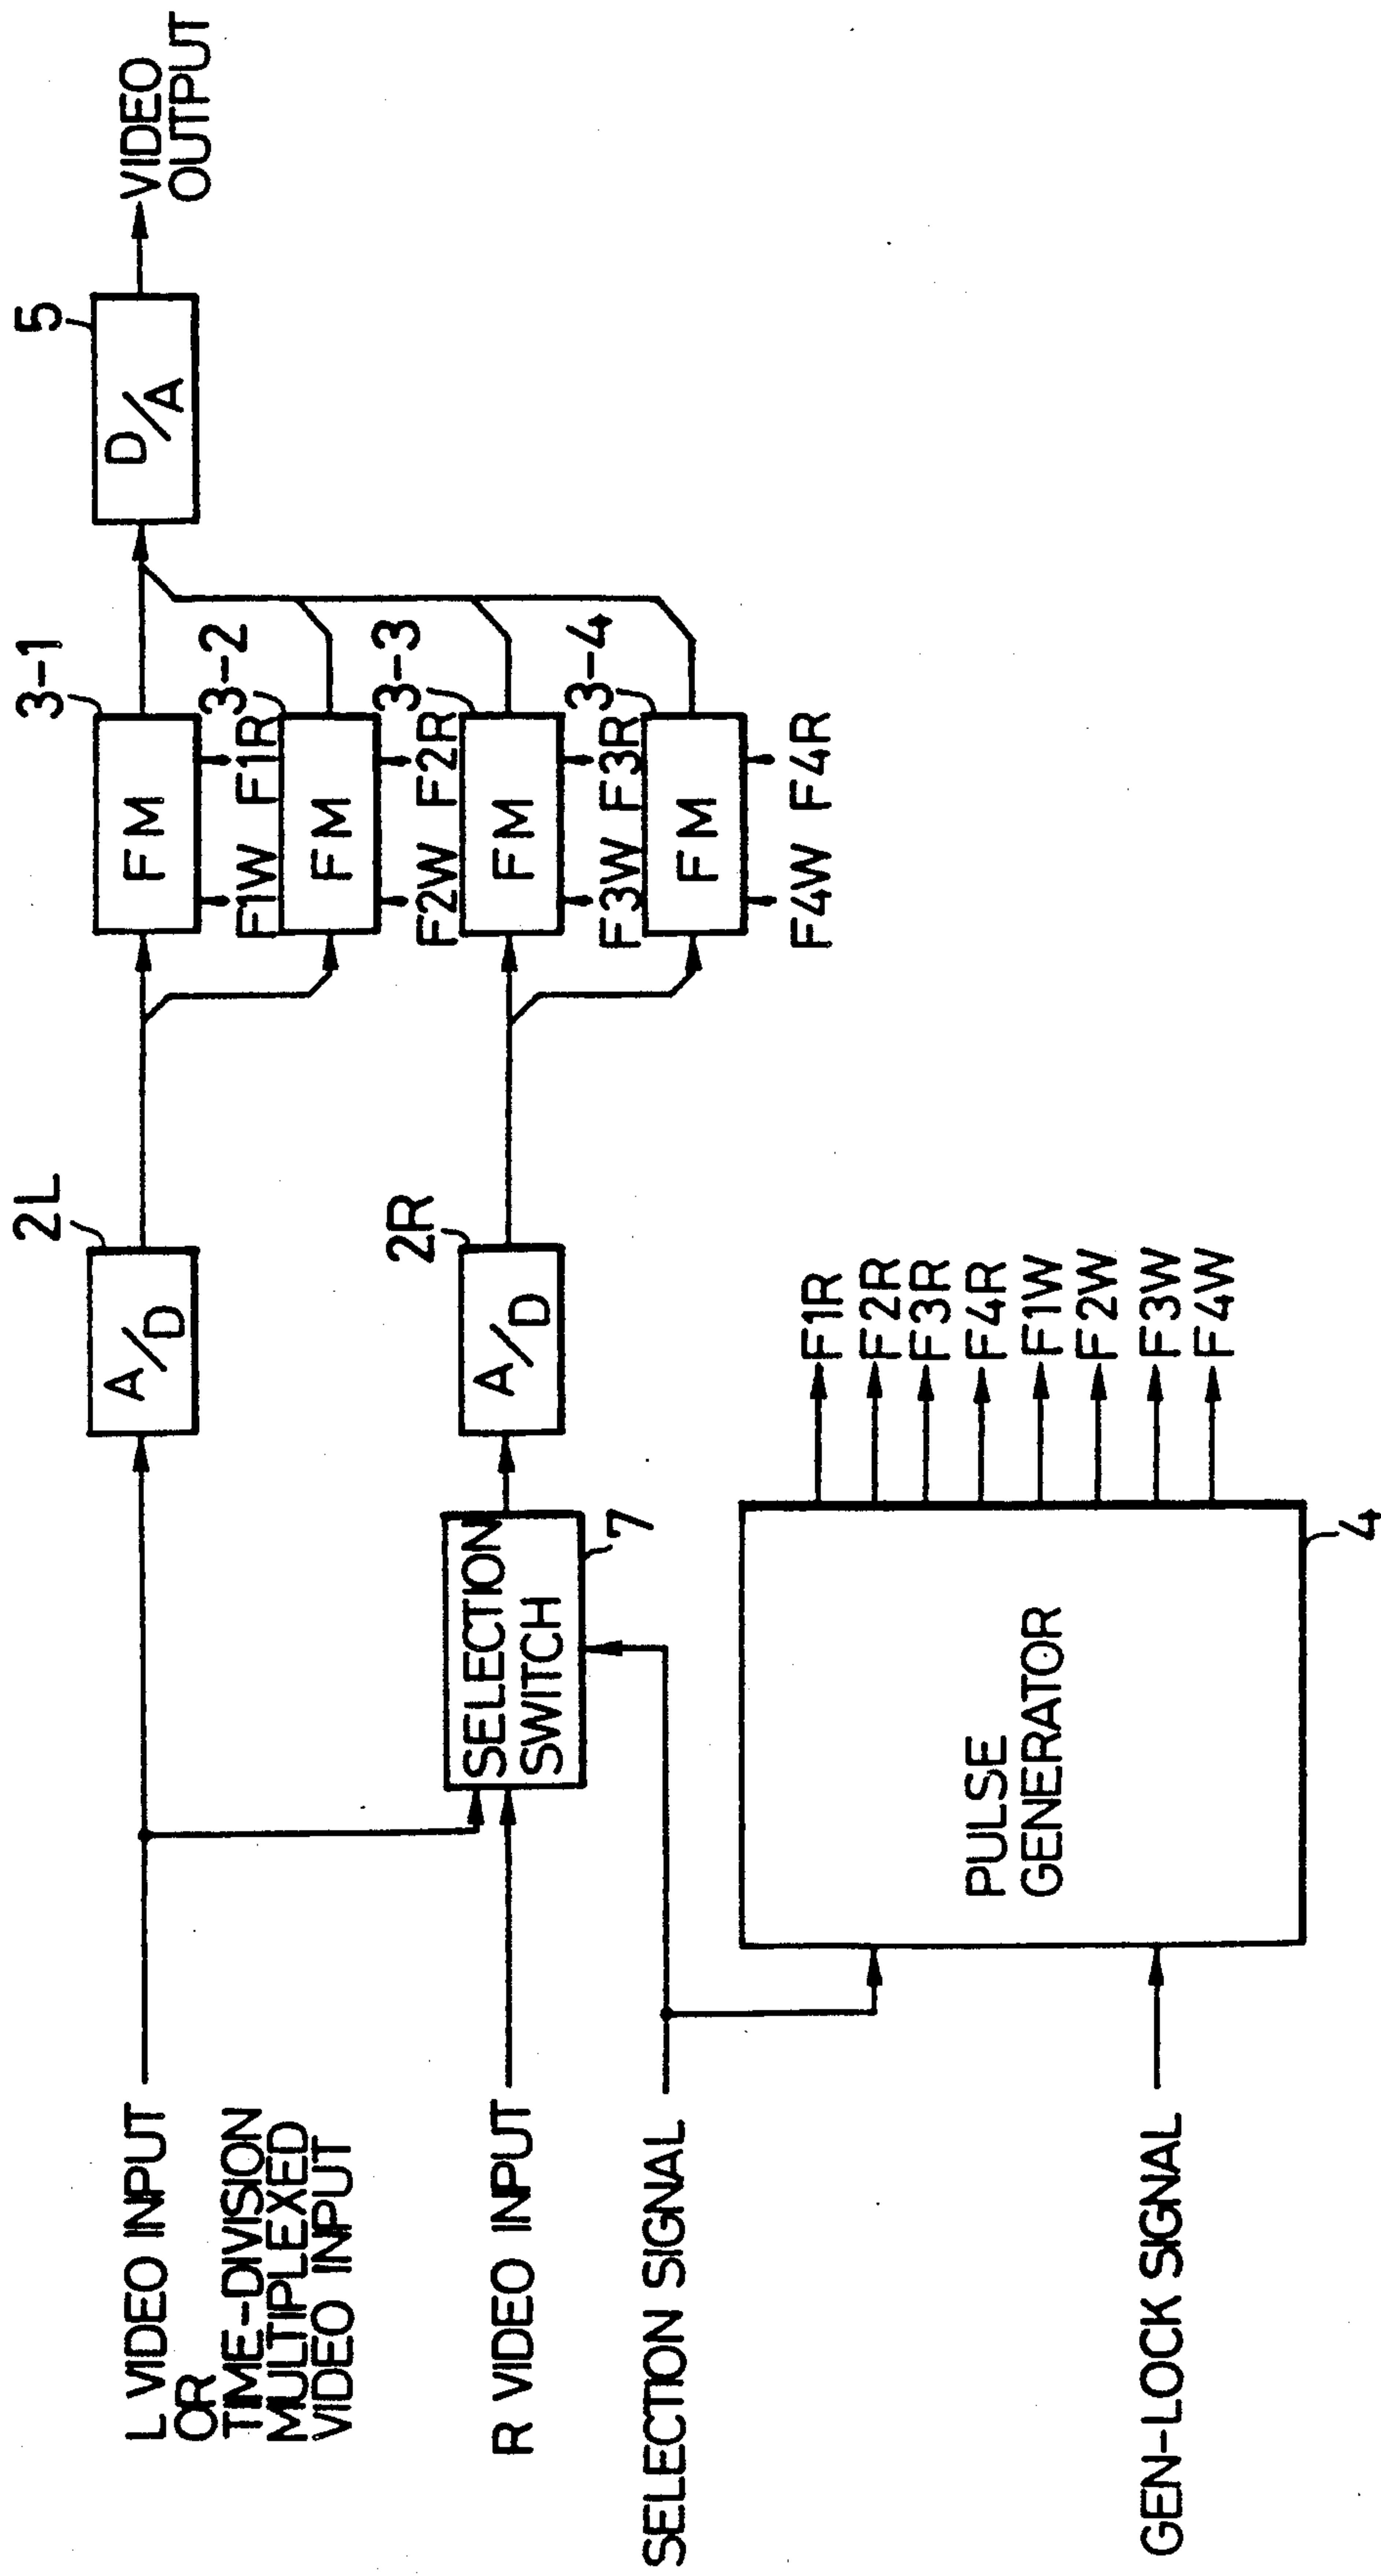 L VIDEO INPUT
OR
TIME-DIVISION
MULTIPLEXED
VIDEO INPUT
R VIDEO INPUT
SELECTION SIGNAL
GEN-LOCK SIGNAL
SELECTION
SWITCH
7
PULSE
GENERATOR
4
A/D
2L
A/D
2R
F1R
F2R
F3R
F4R
F1W
F2W
F3W
F4W
FM
3-1
F1W F1R
FM
3-2
F2W F2R
FM
3-3
F3W F3R
FM
3-4
F4W F4R
D/A
5
VIDEO
OUTPUT